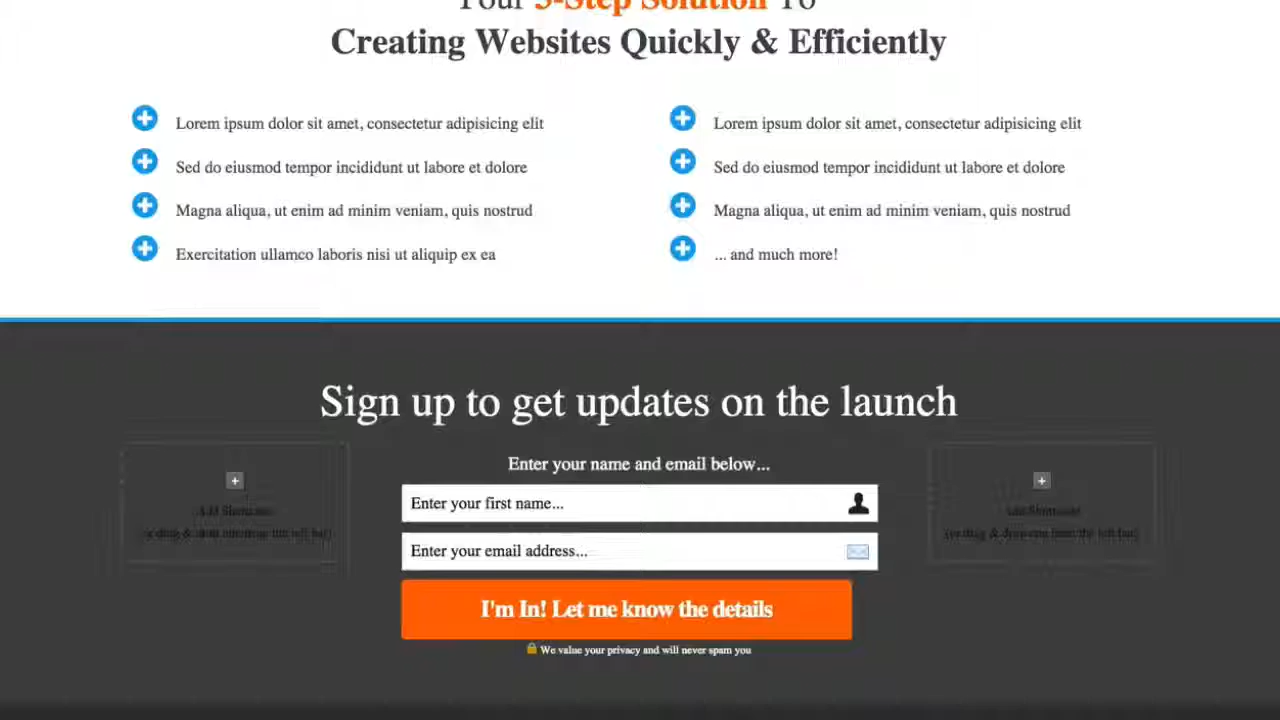 Your 3-Step Solution To
Creating Websites Quickly & Efficiently
Lorem ipsum dolor sit amet, consectetur adipisicing elit
Sed do eiusmod tempor incididunt ut labore et dolore
Magna aliqua, ut enim ad minim veniam, quis nostrud
Exercitation ullamco laboris nisi ut aliquip ex ea
Lorem ipsum dolor sit amet, consectetur adipisicing elit
Sed do eiusmod tempor incididunt ut labore et dolore
Magna aliqua, ut enim ad minim veniam, quis nostrud
... and much more!
Sign up to get updates on the launch
Enter your name and email below...
Enter your first name...
Enter your email address...
I'm In! Let me know the details
We value your privacy and will never spam you